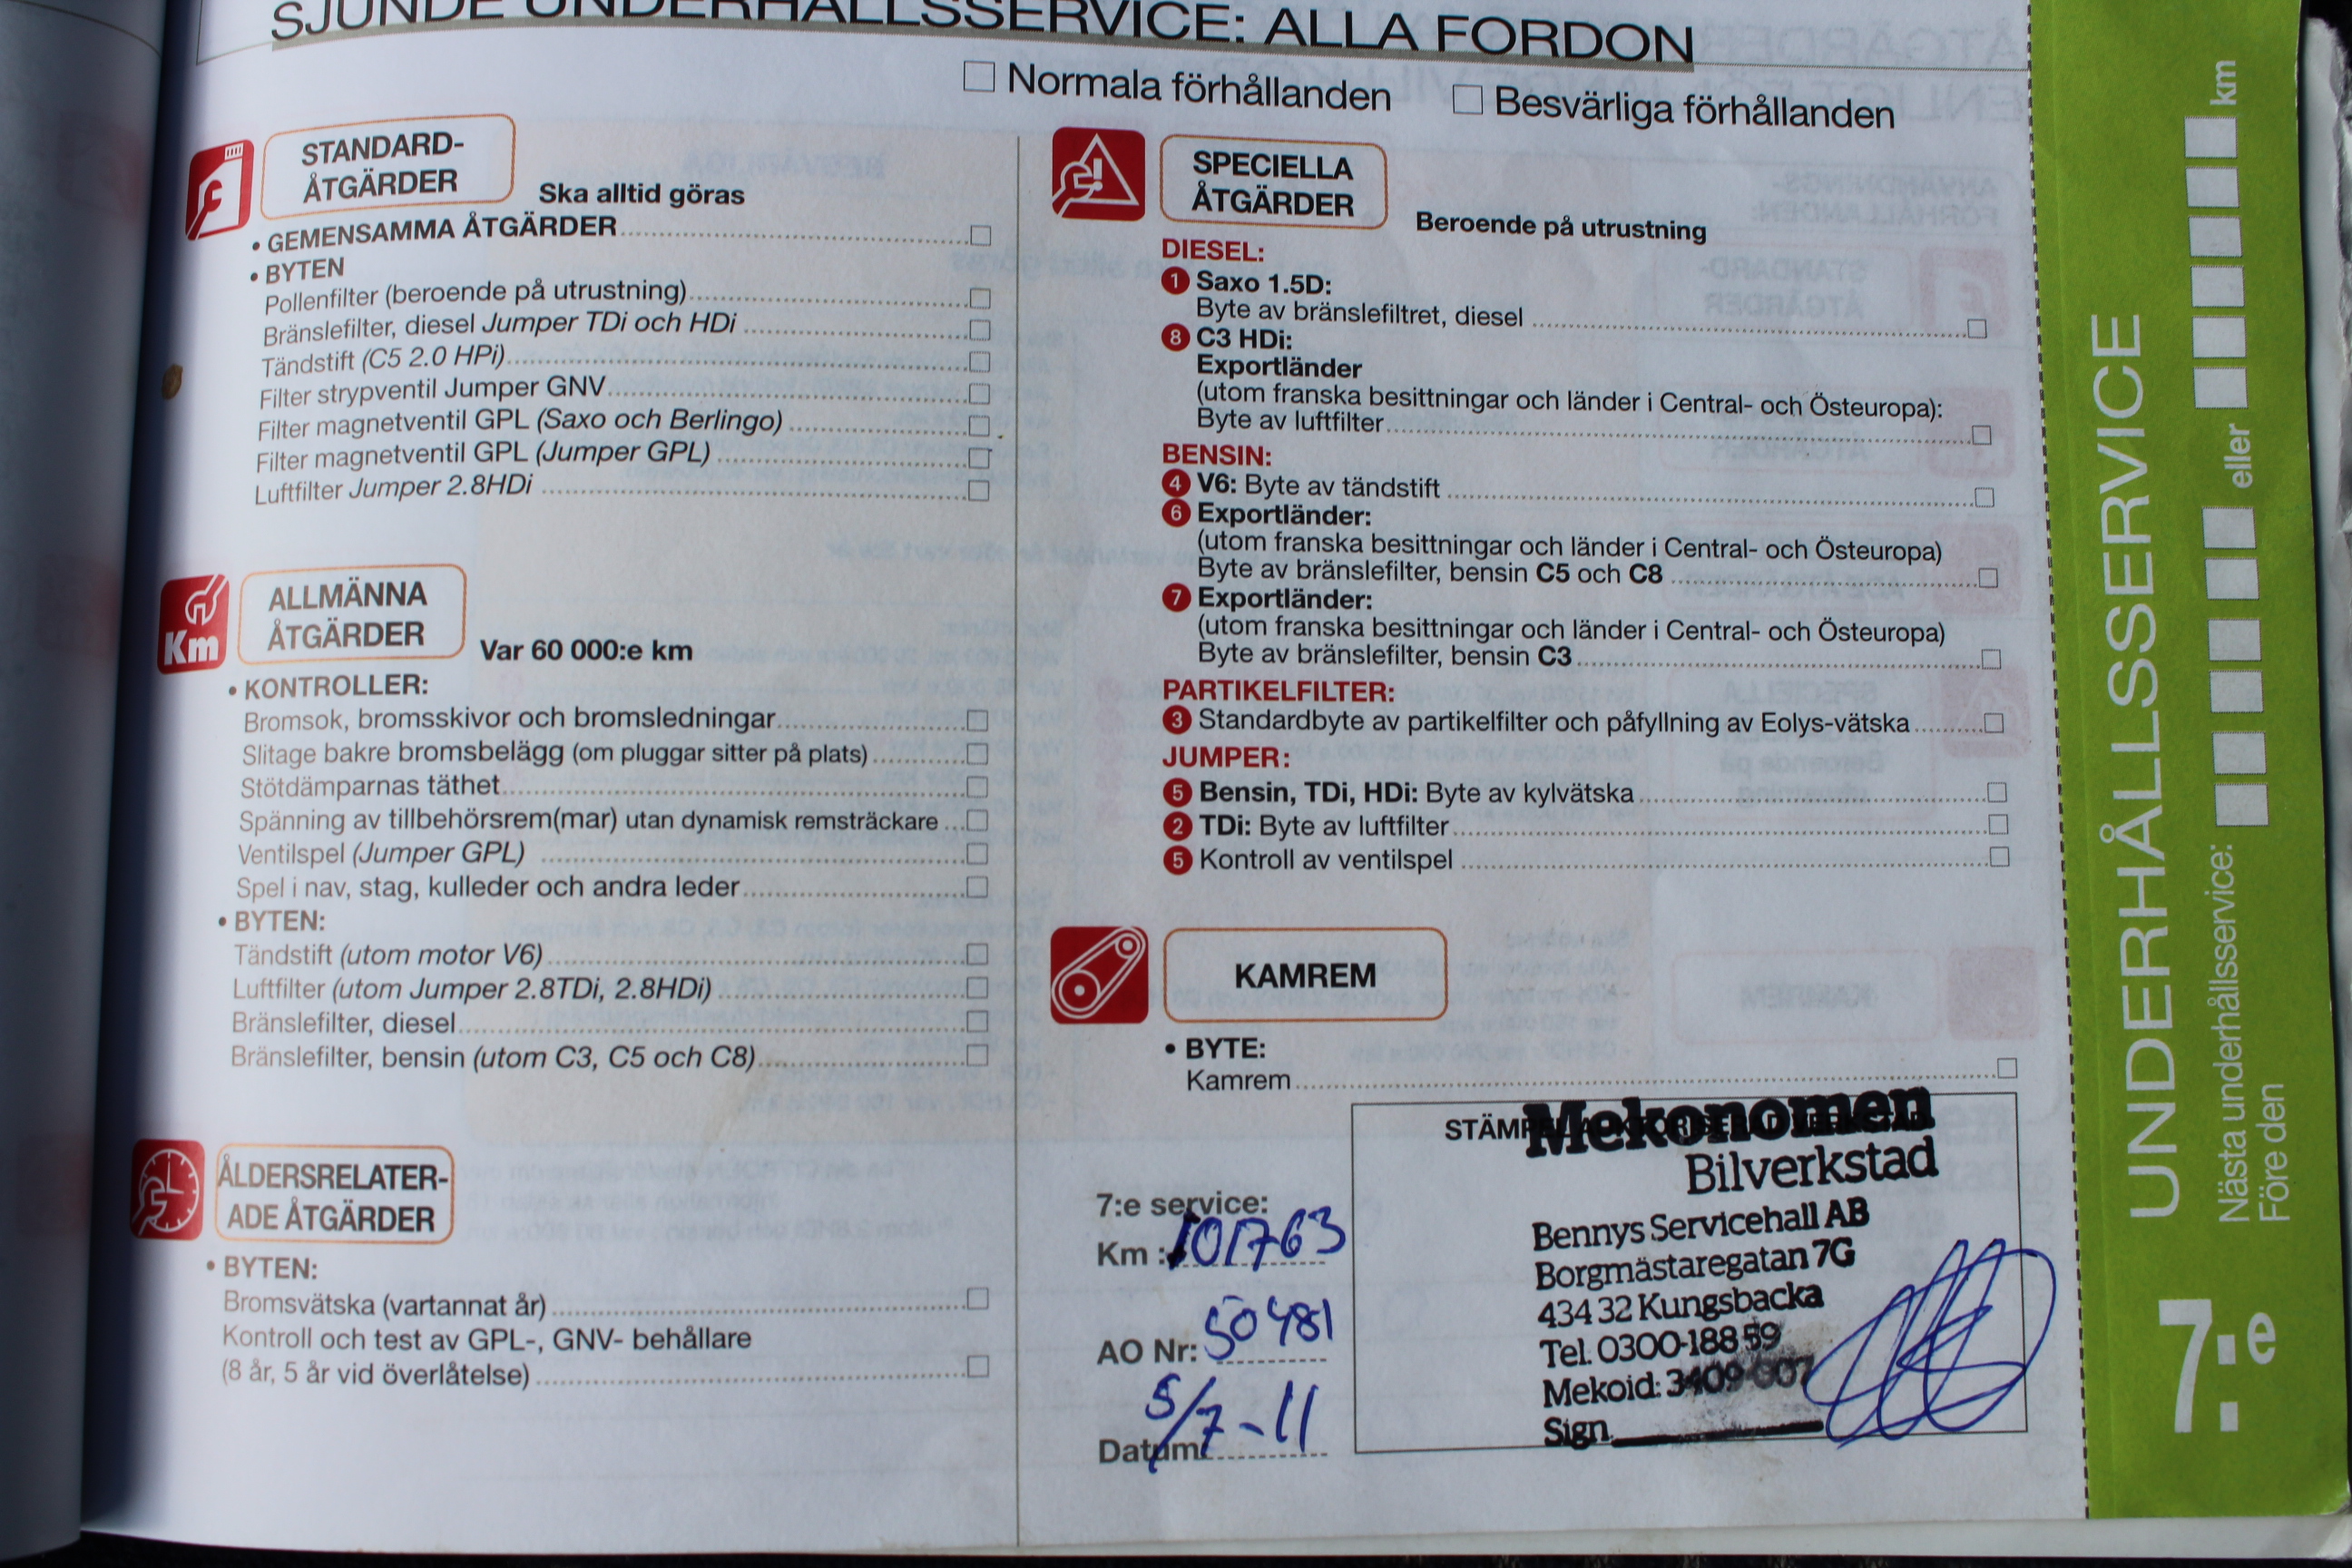 SJUNDE UNDERHÅLLSSERVICE: ALLA FORDON
Normala förhållanden
Besvärliga förhållanden
STANDARD-
ÅTGÄRDER
Ska alltid göras
• GEMENSAMMA ÅTGÄRDER
• BYTEN
Pollenfilter (beroende på utrustning)
Bränslefilter, diesel Jumper TDi och HDi
Tändstift (C5 2.0 HPi)
Filter strypventil Jumper GNV
Filter magnetventil GPL (Saxo och Berlingo)
Filter magnetventil GPL (Jumper GPL)
Luftfilter Jumper 2.8HDi
Km
ALLMÄNNA
ÅTGÄRDER
Var 60 000:e km
• KONTROLLER:
Bromsok, bromsskivor och bromsledningar
Slitage bakre bromsbelägg (om pluggar sitter på plats)
Stötdämparnas täthet
Spänning av tillbehörsrem(mar) utan dynamisk remsträckare
Ventilspel (Jumper GPL)
Spel i nav, stag, kulleder och andra leder
• BYTEN:
Tändstift (utom motor V6)
Luftfilter (utom Jumper 2.8TDi, 2.8HDi)
Bränslefilter, diesel
Bränslefilter, bensin (utom C3, C5 och C8)
ÅLDERSRELATER-
ADE ÅTGÄRDER
• BYTEN:
Bromsvätska (vartannat år)
Kontroll och test av GPL-, GNV- behållare
(8 år, 5 år vid överlåtelse)
SPECIELLA
ÅTGÄRDER
Beroende på utrustning
DIESEL:
1 Saxo 1.5D:
Byte av bränslefiltret, diesel
8 C3 HDi:
Exportländer
(utom franska besittningar och länder i Central- och Östeuropa):
Byte av luftfilter
BENSIN:
4 V6: Byte av tändstift
6 Exportländer:
(utom franska besittningar och länder i Central- och Östeuropa)
Byte av bränslefilter, bensin C5 och C8
7 Exportländer:
(utom franska besittningar och länder i Central- och Östeuropa)
Byte av bränslefilter, bensin C3
PARTIKELFILTER:
3 Standardbyte av partikelfilter och påfyllning av Eolys-vätska
JUMPER:
5 Bensin, TDi, HDi: Byte av kylvätska
2 TDi: Byte av luftfilter
5 Kontroll av ventilspel
KAMREM
• BYTE:
Kamrem
7:e service:
Km : 101763
AO Nr: 50481
Datum: 5/7-11
Mekonomen
Bilverkstad
Bennys Servicehall AB
Borgmästaregatan 7G
434 32 Kungsbacka
Tel. 0300-188 59
Mekoid: 3409-607
Sign.
UNDERHÅLLSSERVICE
Nästa underhållsservice:
eller
km
Före den
7:e